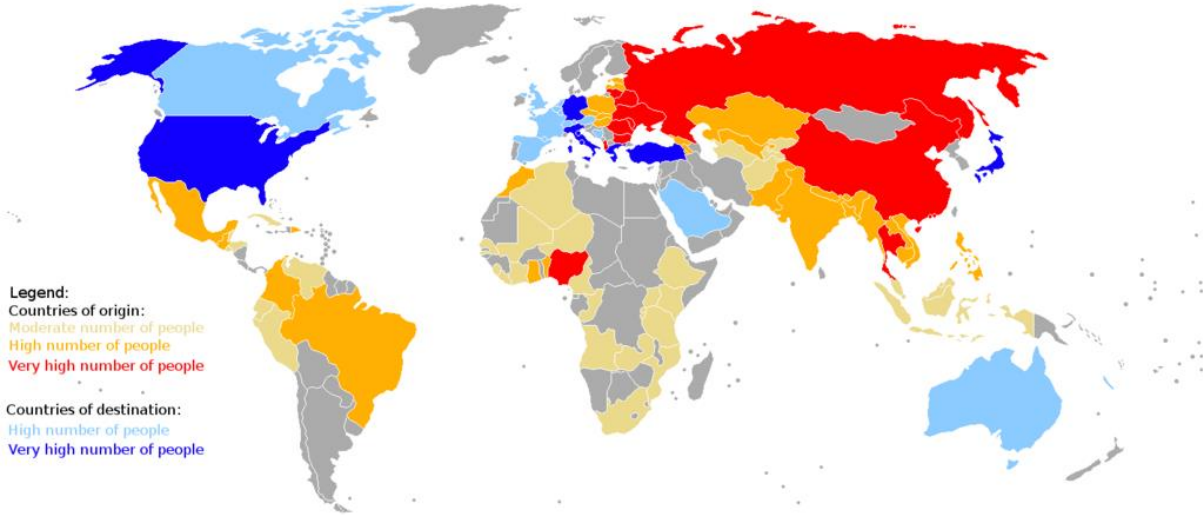 Legend:
Countries of origin:
Moderate number of people
High number of people
Very high number of people
Countries of destination:
High number of people
Very high number of people